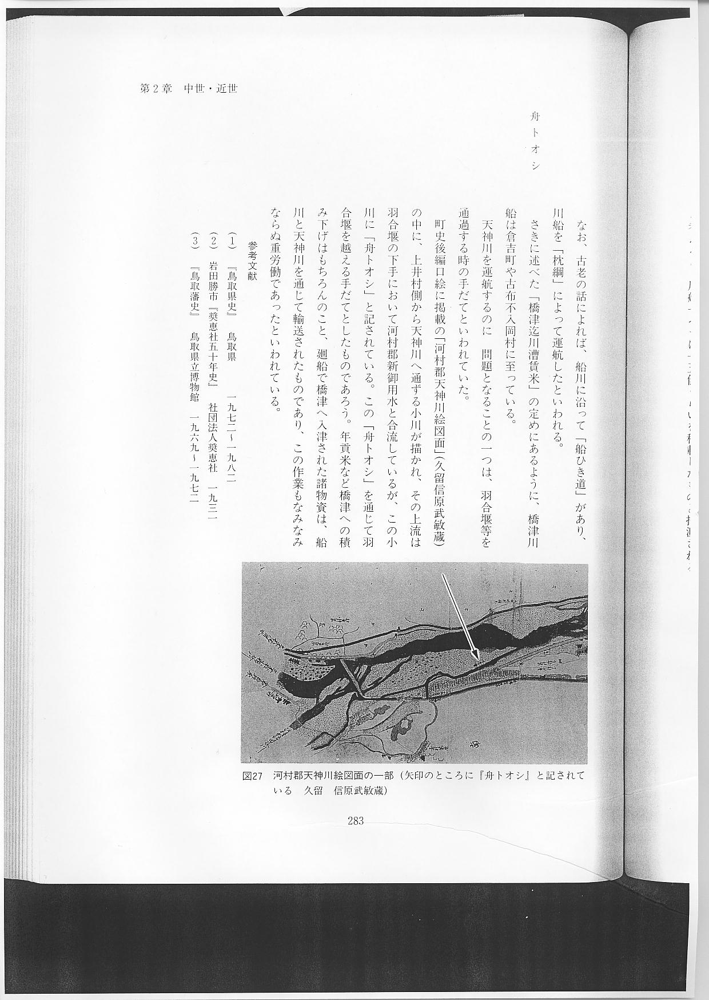 第2章　中世・近世
舟トオシ
なお、古老の話によれば、船川に沿って「船ひき道」があり、
川船を「枕綱」によって運航したといわれる。
さきに述べた「橋津迄川漕賃米」の定めにあるように、橋津川
船は倉吉町や古布不入岡村に至っている。
天神川を運航するのに　問題となることの一つは、羽合堰等を
通過する時の手だてといわれていた。
町史後編口絵に掲載の「河村郡天神川絵図面」（久留信原武敏蔵）
の中に、上井村側から天神川へ通ずる小川が描かれ、その上流は
羽合堰の下手において河村郡新御用水と合流しているが、この小
川に「舟トオシ」と記されている。この「舟トオシ」を通じて羽
合堰を越える手だてとしたものであろう。年貢米など橋津への積
み下げはもちろんのこと、廻船で橋津へ入津された諸物資は、船
川と天神川を通じて輸送されたものであり、この作業もなみなみ
ならぬ重労働であったといわれている。
参考文献
（1）　『鳥取県史』　鳥取県　一九七二～一九八二
（2）　岩田勝市『奨恵社五十年史』　社団法人奨恵社　一九三一
（3）　『鳥取藩史』　鳥取県立博物館　一九六九～一九七二
図27　河村郡天神川絵図面の一部（矢印のところに『舟トオシ』と記されて
いる　久留　信原武敏蔵）
283